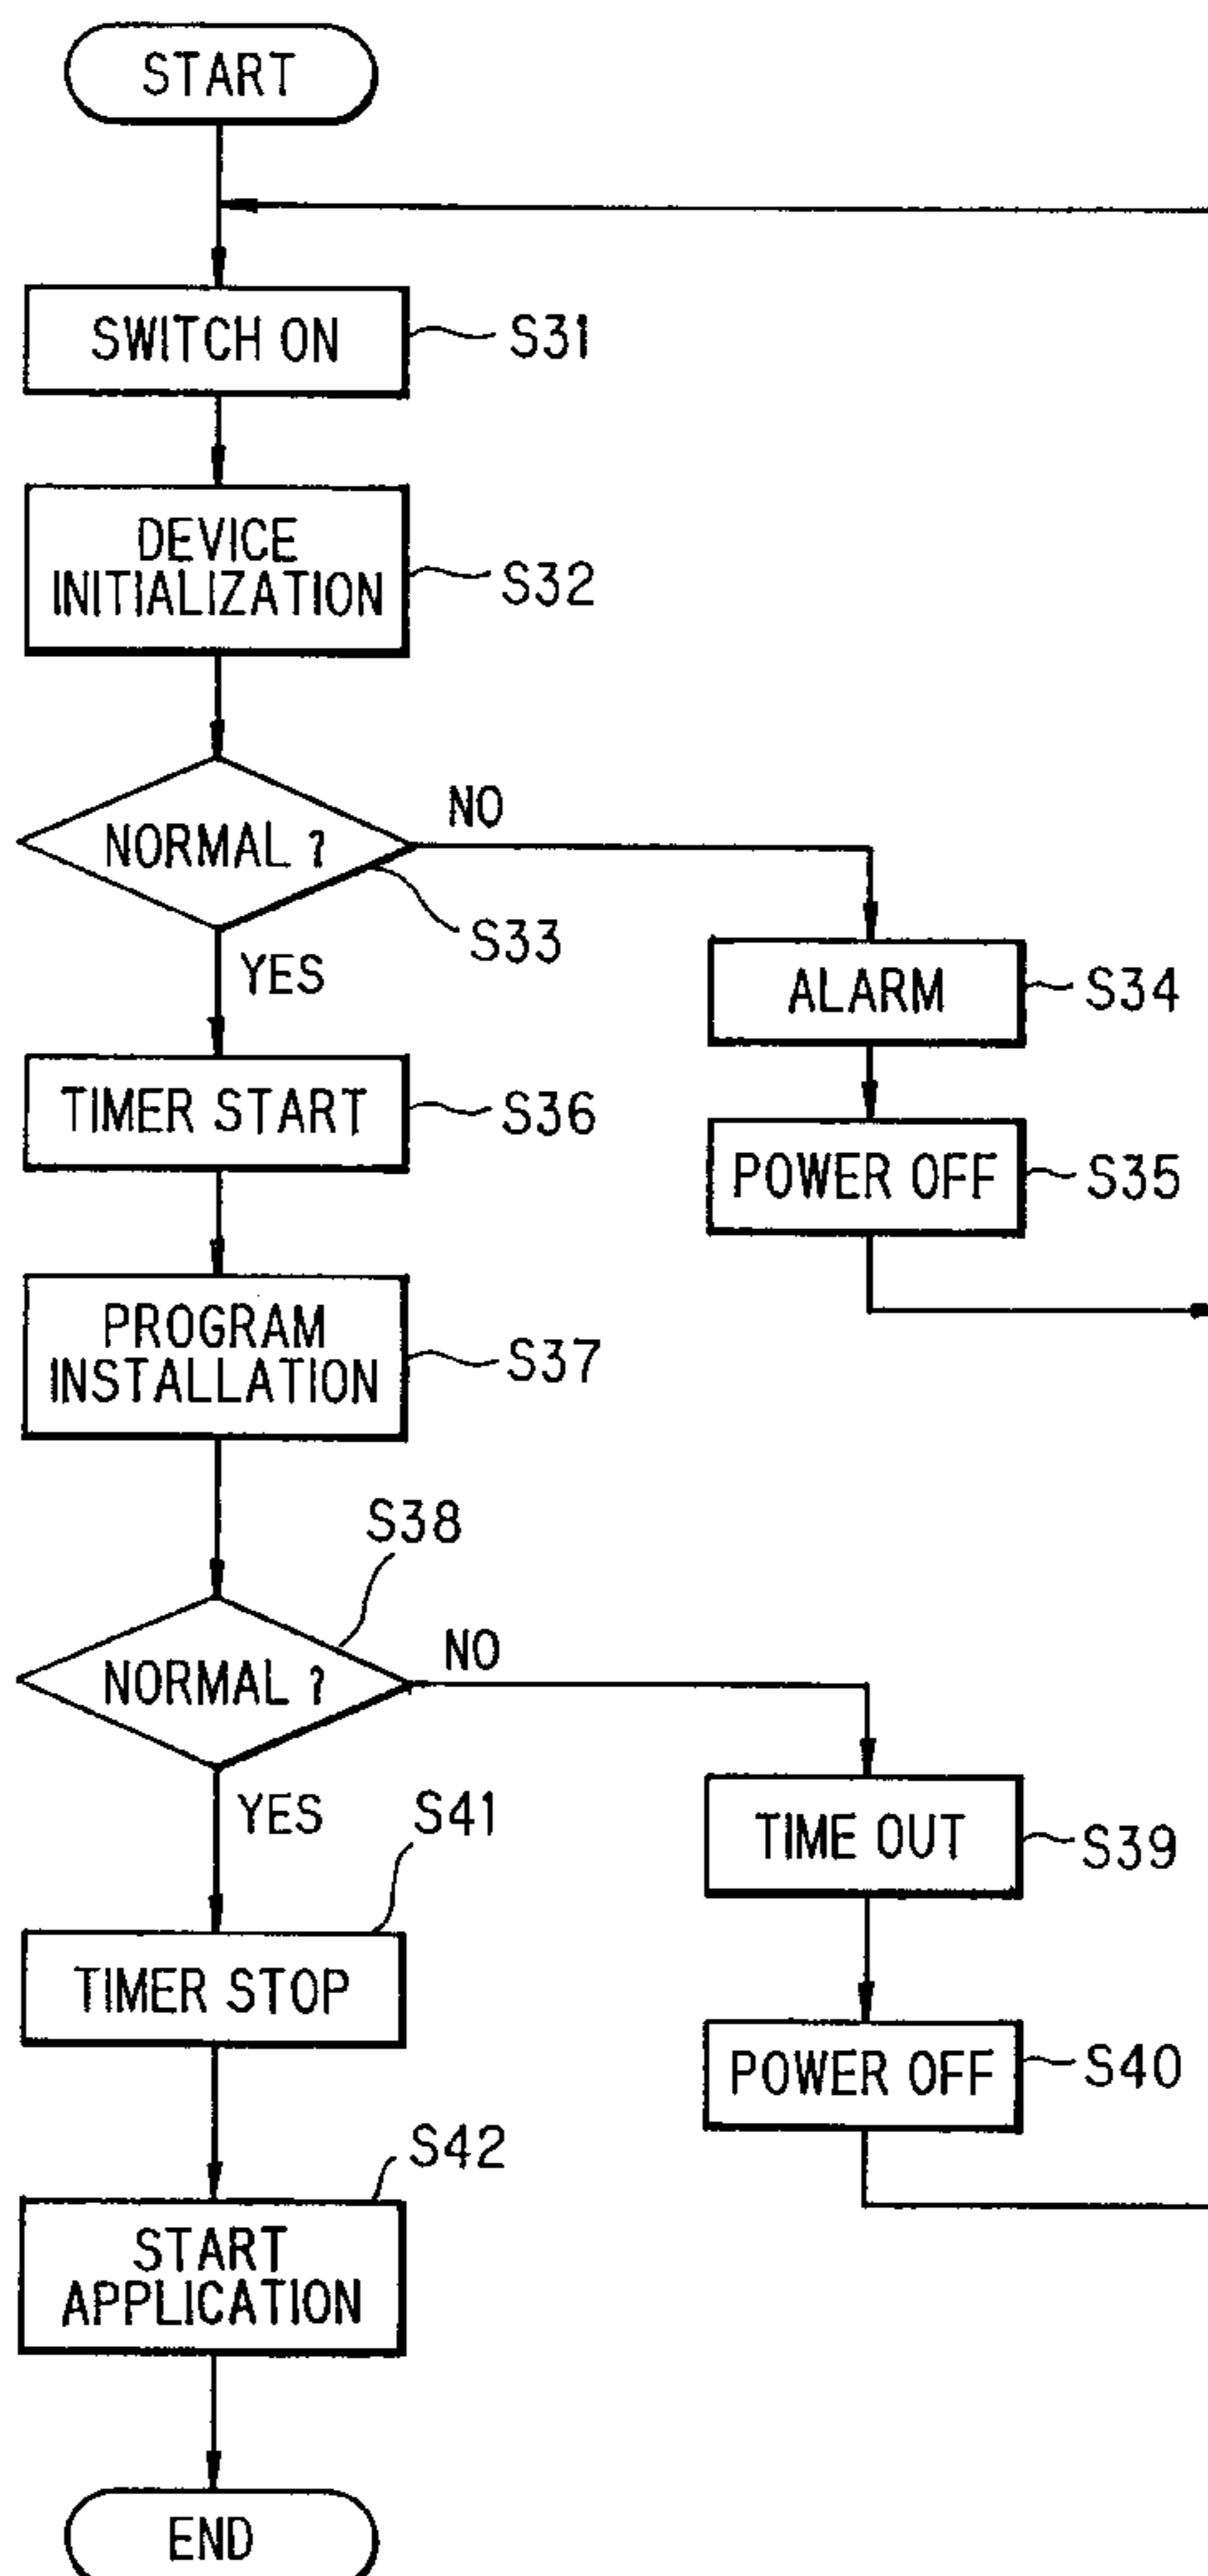 START
SWITCH ON
S31
DEVICE
INITIALIZATION
S32
NORMAL ?
NO
S33
YES
ALARM
S34
POWER OFF
S35
TIMER START
S36
PROGRAM
INSTALLATION
S37
S38
NORMAL ?
NO
YES
TIME OUT
S39
POWER OFF
S40
S41
TIMER STOP
S42
START
APPLICATION
END